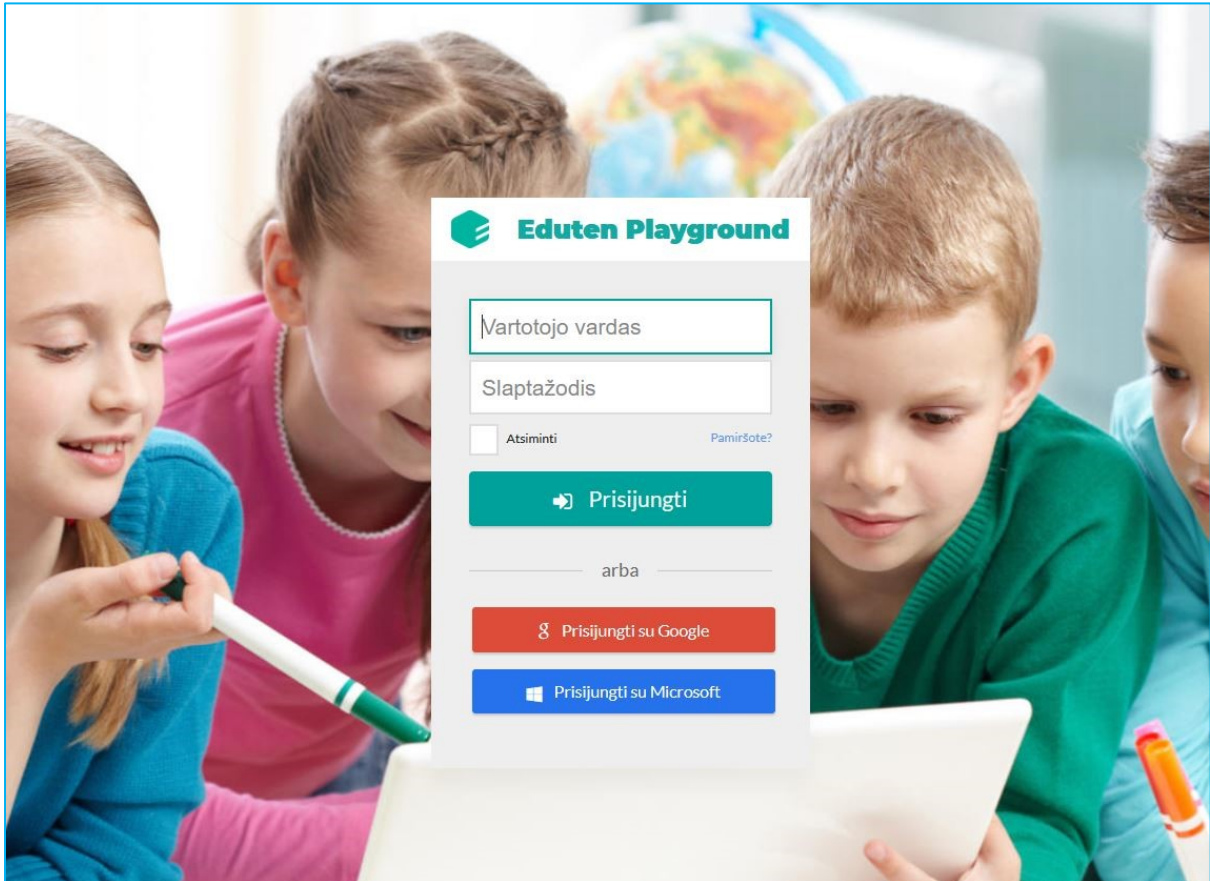 Eduten Playground
Vartotojo vardas
Slaptažodis
Atsiminti Pamiršote?
Prisijungti
arba
Prisijungti su Google
Prisijungti su Microsoft